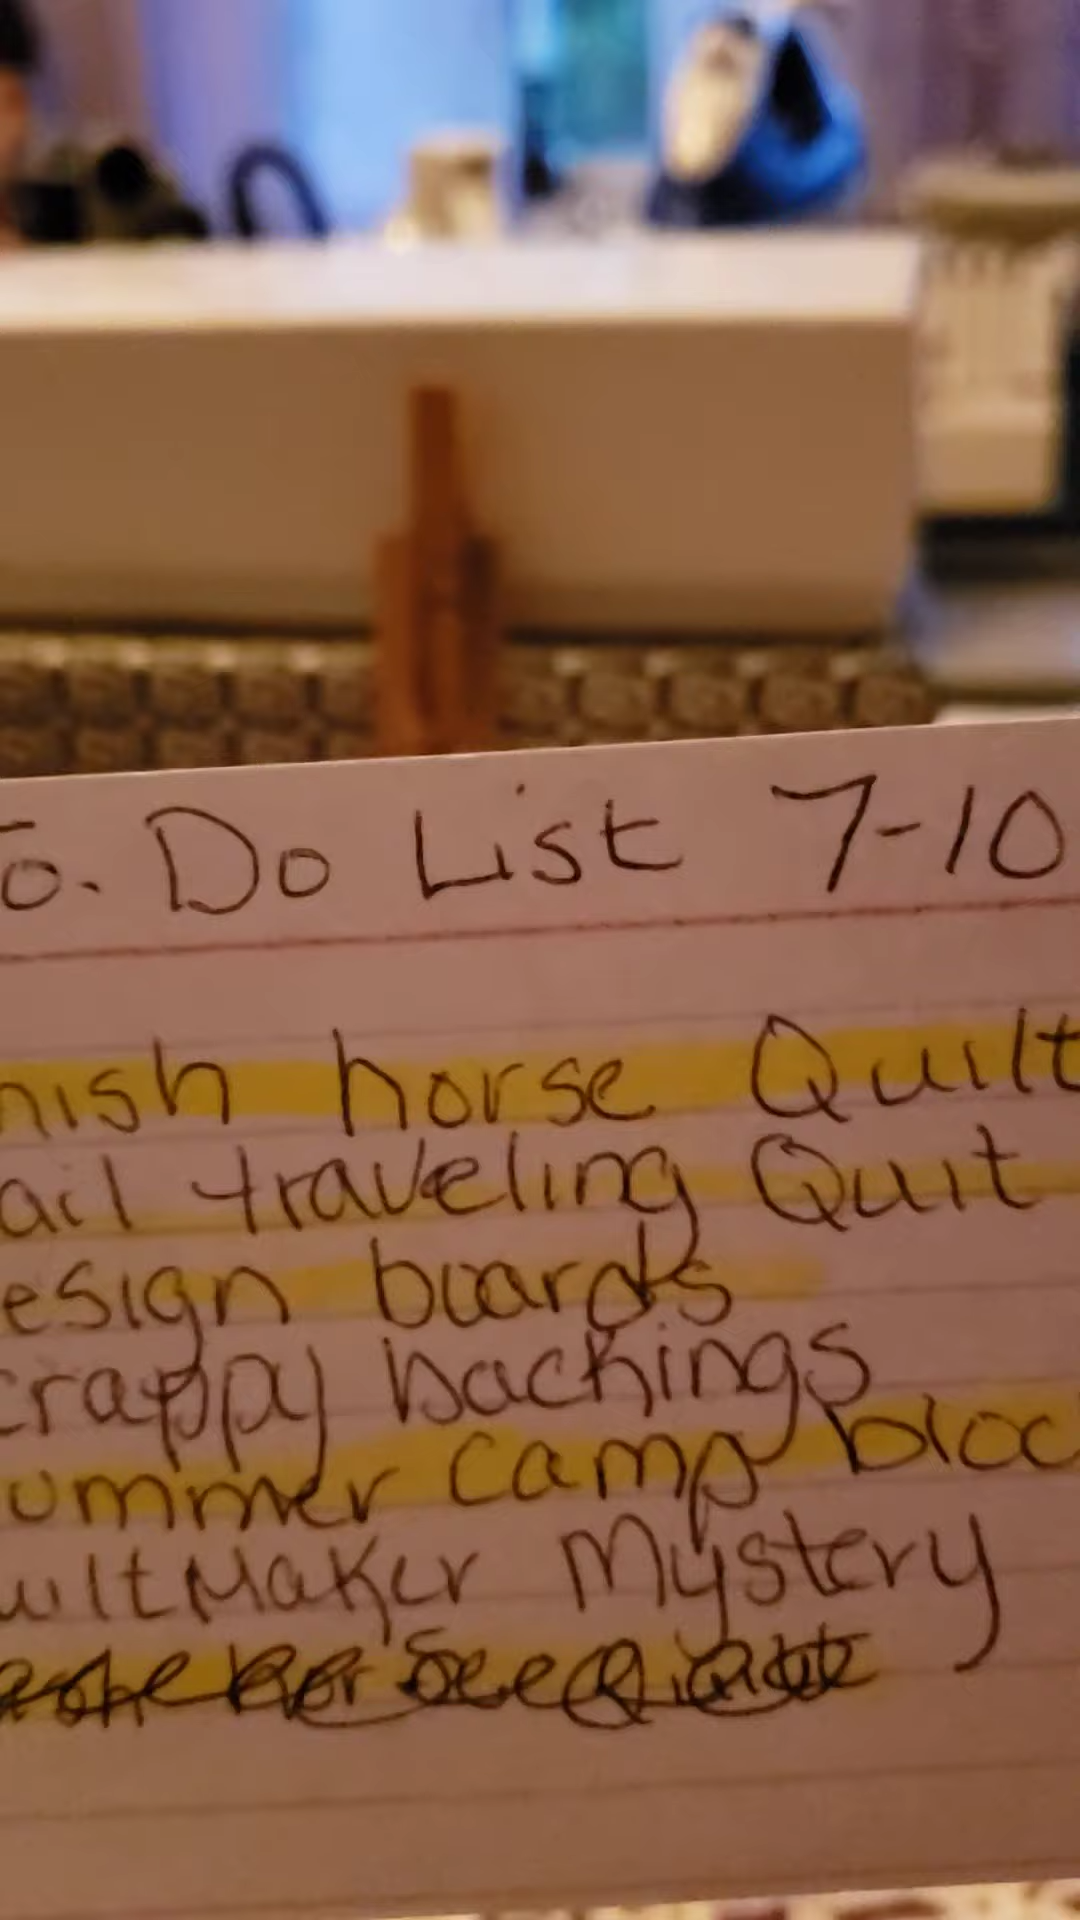 To. Do List 7-10
nish horse Quilt
ail traveling Quit
esign boards
crappy backings
ummer camp bloc
uiltMaker Mystery